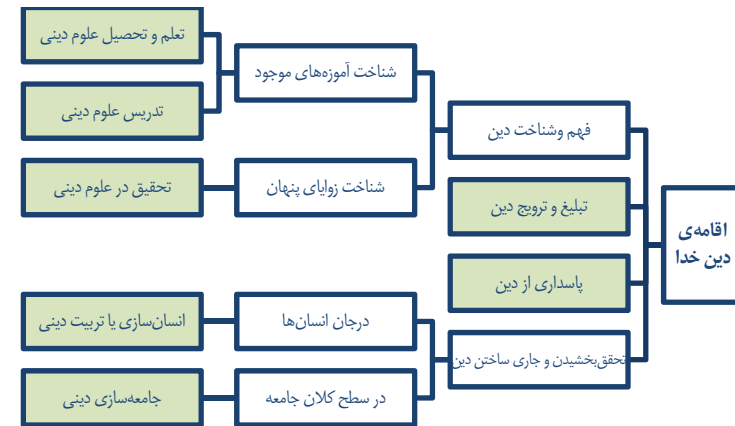 اقامه‌ی
دین خدا
فهم وشناخت دین
شناخت آموزه‌های موجود
تعلم و تحصیل علوم دینی
تدریس علوم دینی
شناخت زوایای پنهان
تحقیق در علوم دینی
تبلیغ و ترویج دین
پاسداری از دین
تحقق‌بخشیدن و جاری ساختن دین
درجان انسان‌ها
انسان‌سازی یا تربیت دینی
در سطح کلان جامعه
جامعه‌سازی دینی